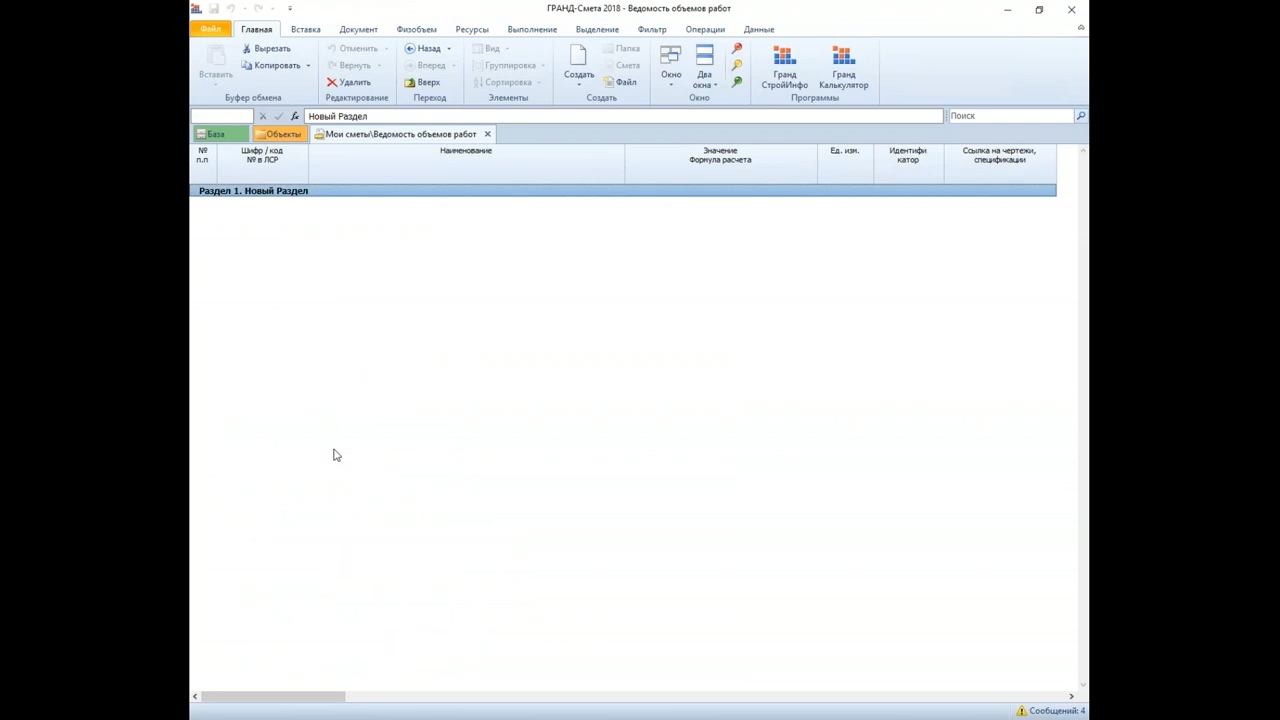 ГРАНД-Смета 2018 - Ведомость объемов работ
Файл Главная Вставка Документ Физобъем Ресурсы Выполнение Выделение Фильтр Операции Данные
Вставить
Вырезать
Копировать
Буфер обмена
Отменить
Вернуть
Удалить
Редактирование
Назад
Вперед
Вверх
Переход
Вид
Группировка
Сортировка
Элементы
Создать
Папка
Смета
Файл
Создать
Окно
Два
окна
Окно
Гранд
СтройИнфо
Гранд
Калькулятор
Программы
fx Новый Раздел
Поиск
База Объекты Мои сметы\Ведомость объемов работ
№
п.п
Шифр / код
№ в ЛСР
Наименование
Значение
Формула расчета
Ед. изм.
Идентифи
катор
Ссылка на чертежи,
спецификации
Раздел 1. Новый Раздел
Сообщений: 4